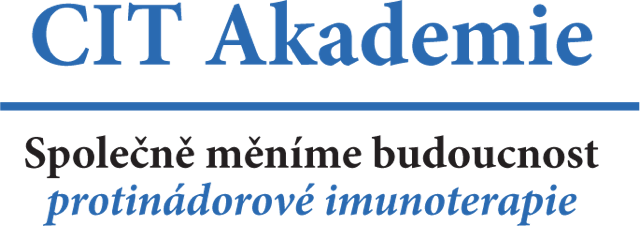 CIT Akademie
Společně měníme budoucnost
protinádorové imunoterapie